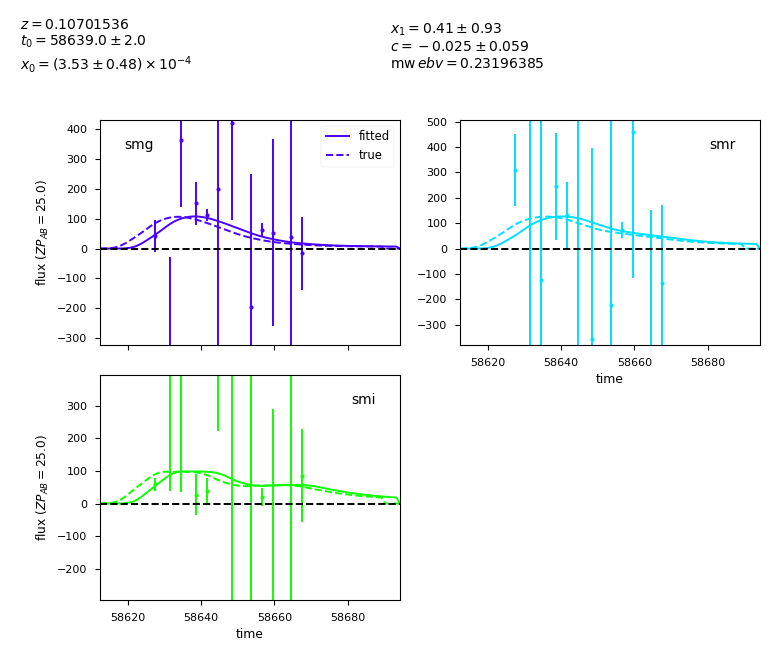 z = 0.10701536
t₀ = 58639.0 ± 2.0
x₀ = (3.53 ± 0.48) × 10⁻⁴
x₁ = 0.41 ± 0.93
c = −0.025 ± 0.059
mw ebv = 0.23196385
smg
fitted
true
400
300
200
100
0
−100
−200
−300
flux (ZP_AB = 25.0)
smr
500
400
300
200
100
0
−100
−200
−300
58620 58640 58660 58680
time
smi
300
200
100
0
−100
−200
flux (ZP_AB = 25.0)
58620 58640 58660 58680
time